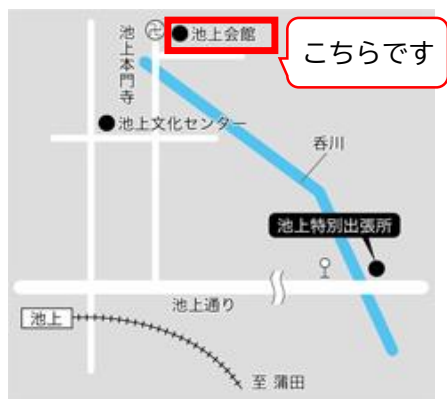 池上本門寺
卍
池上会館
こちらです
池上文化センター
呑川
池上特別出張所
池上通り
池上
至 蒲田